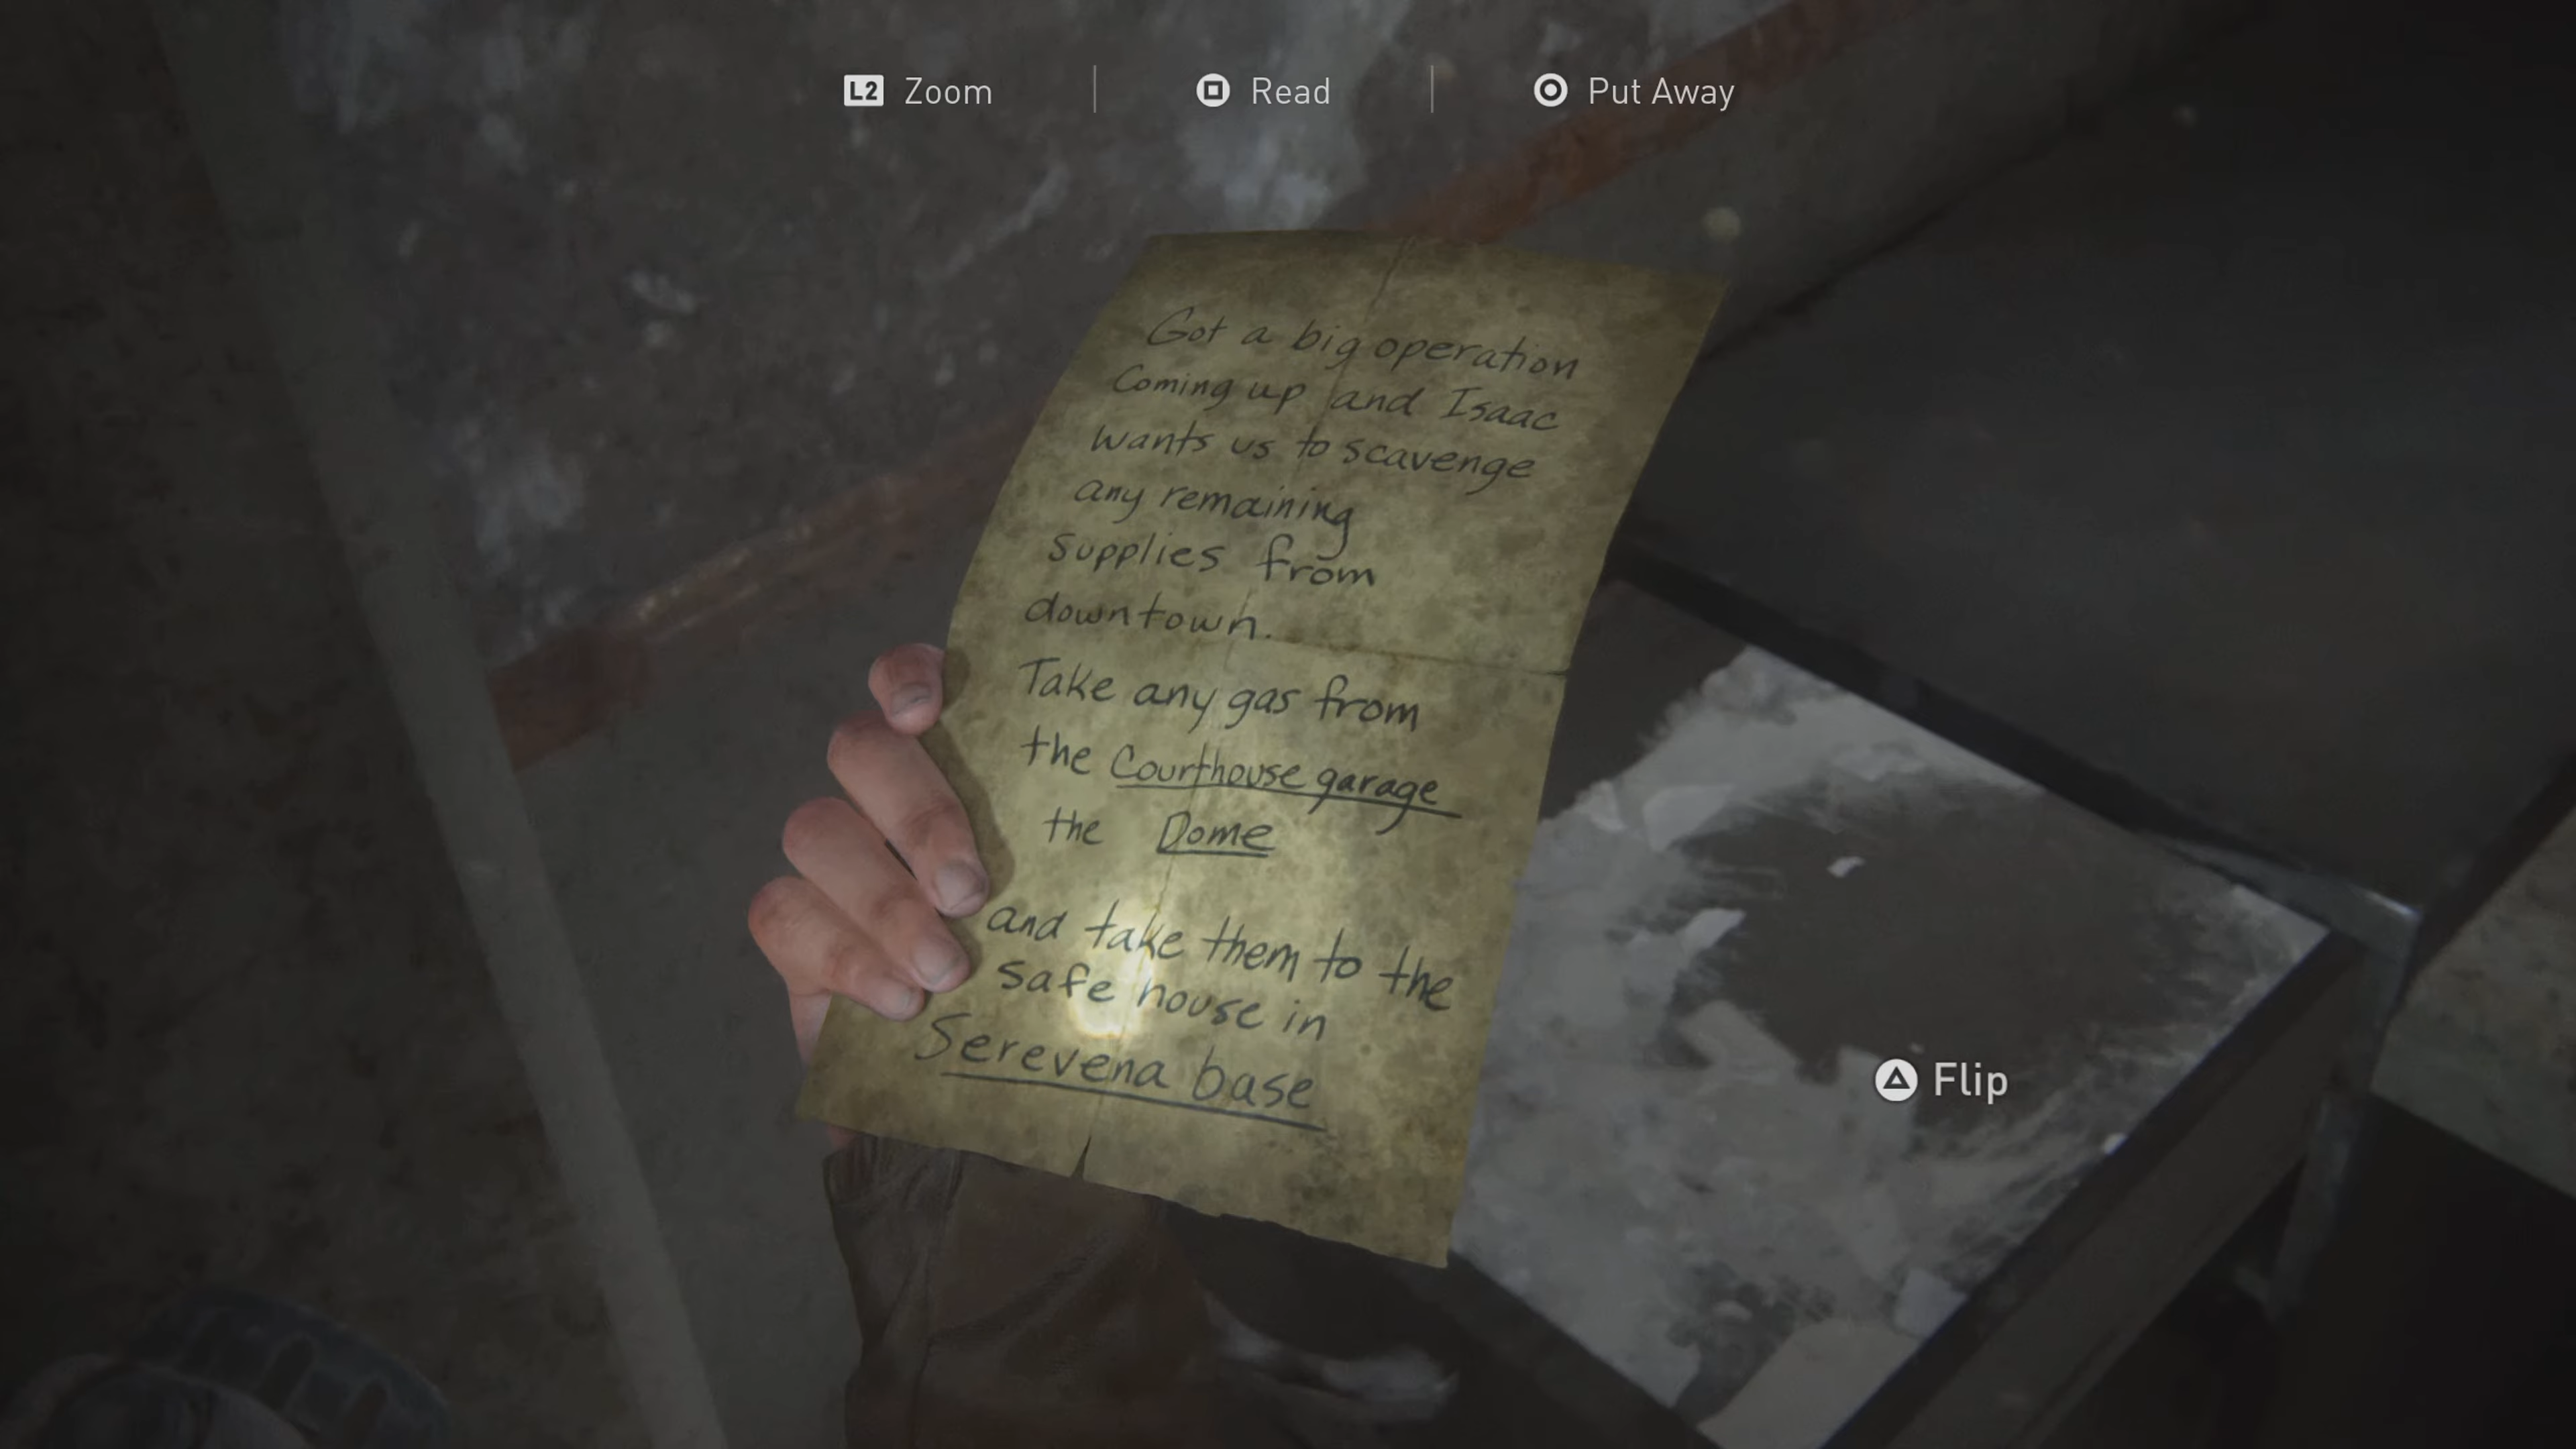 L2 Zoom | Read | Put Away
Got a big operation
Coming up and Isaac
wants us to scavenge
any remaining
supplies from
downtown.
Take any gas from
the Courthouse garage
the Dome
and take them to the
safe house in
Serevena base
Flip